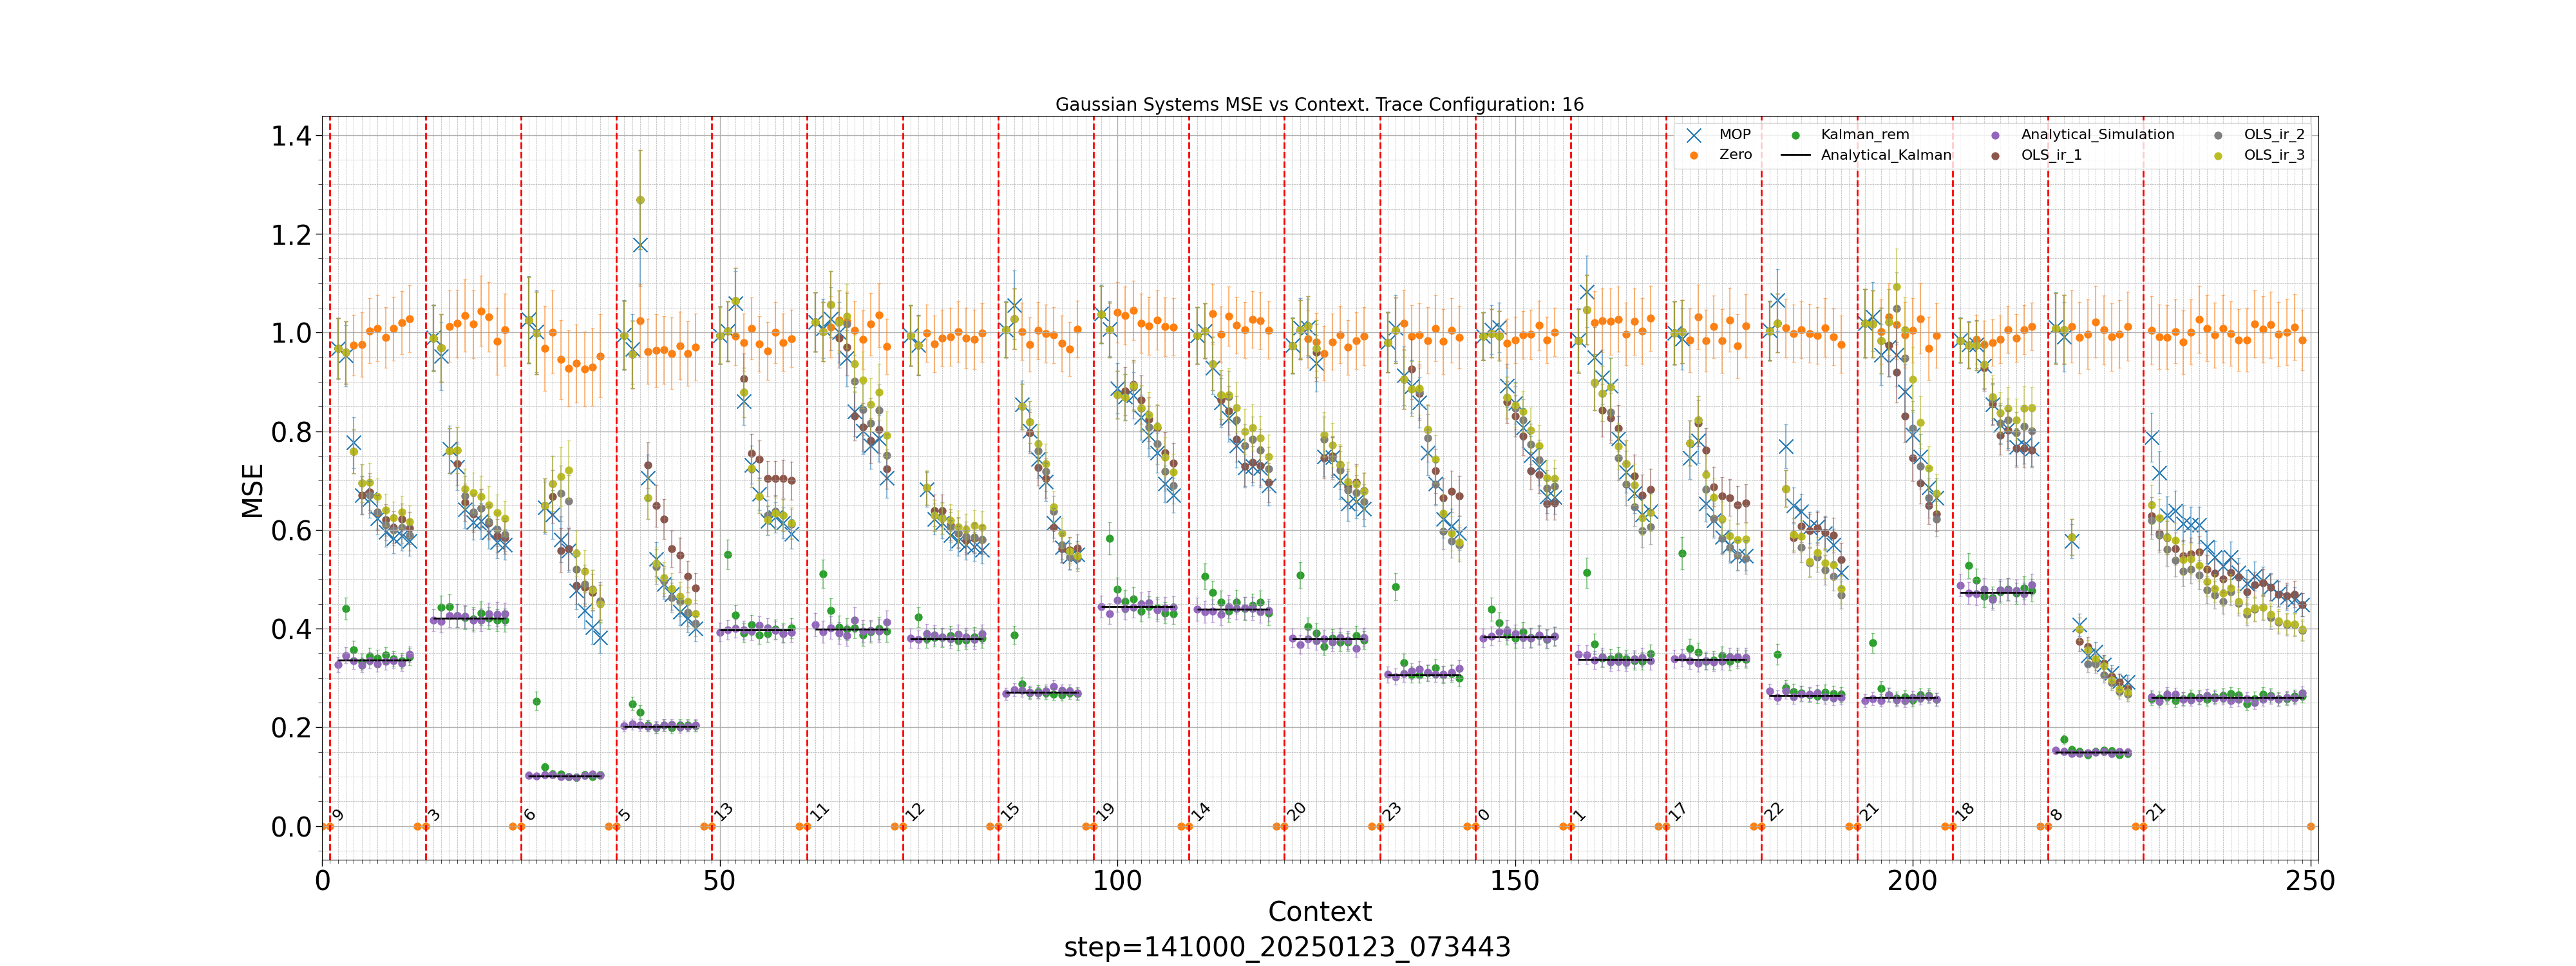 Gaussian Systems MSE vs Context. Trace Configuration: 16
MOP Kalman_rem Analytical_Simulation OLS_ir_2
Zero Analytical_Kalman OLS_ir_1 OLS_ir_3
1.4
1.2
1.0
0.8
0.6
0.4
0.2
0.0
MSE
9 3 6 5 13 11 12 15 19 14 20 23 0 1 17 22 21 18 8 21
0 50 100 150 200 250
Context
step=141000_20250123_073443